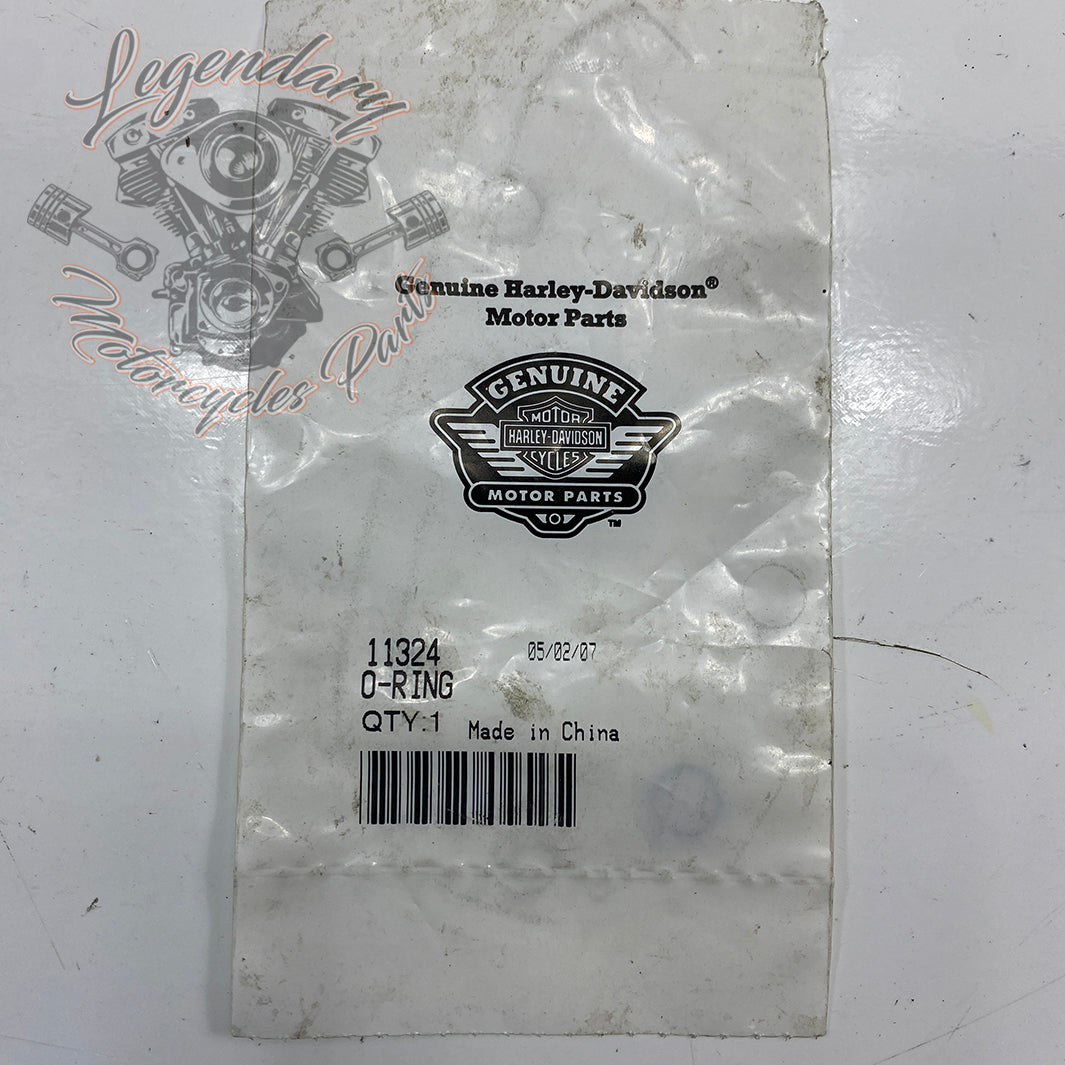 Legendary
Motorcycles Parts
Genuine Harley-Davidson®
Motor Parts
GENUINE
MOTOR
HARLEY-DAVIDSON
CYCLES
MOTOR PARTS
TM
11324
05/02/07
O-RING
QTY:1
Made in China